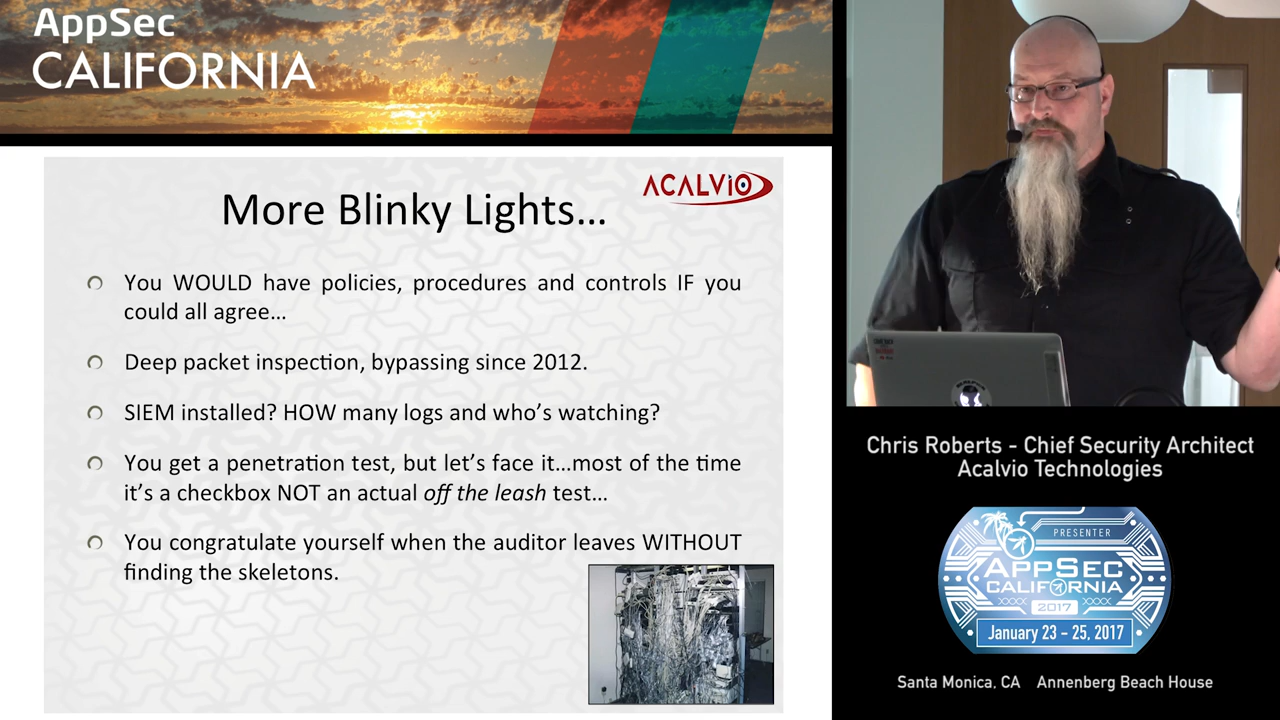 AppSec
CALIFORNIA
ACALVIO
More Blinky Lights…
You WOULD have policies, procedures and controls IF you
could all agree…
Deep packet inspection, bypassing since 2012.
SIEM installed? HOW many logs and who's watching?
You get a penetration test, but let's face it…most of the time
it's a checkbox NOT an actual off the leash test…
You congratulate yourself when the auditor leaves WITHOUT
finding the skeletons.
Chris Roberts - Chief Security Architect
Acalvio Technologies
PRESENTER
APPSEC
CALIFORNIA
2017
January 23 - 25, 2017
Santa Monica, CA Annenberg Beach House